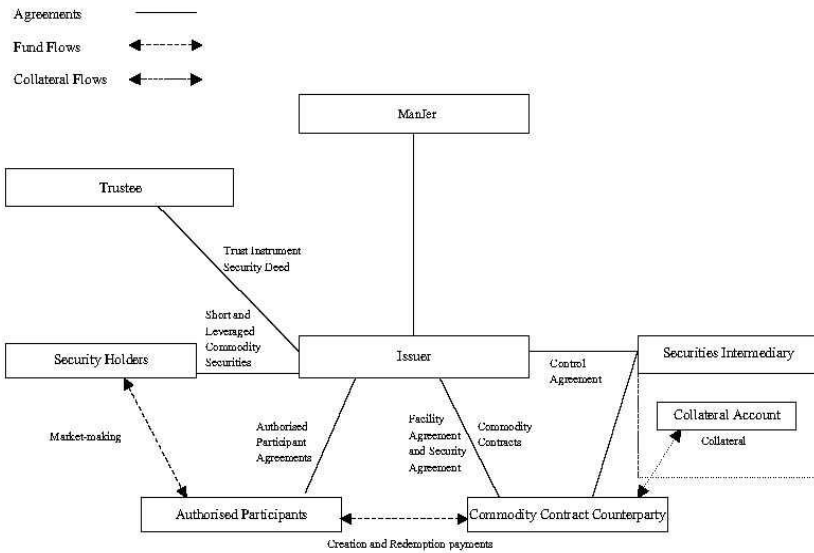 Agreements
Fund Flows
Collateral Flows
ManJer
Trustee
Trust Instrument
Security Deed
Short and
Leveraged
Commodity
Securities
Security Holders
Issuer
Control
Agreement
Securities Intermediary
Collateral Account
Collateral
Market-making
Authorised
Participant
Agreements
Facility
Agreement
and Security
Agreement
Commodity
Contracts
Authorised Participants
Commodity Contract Counterparty
Creation and Redemption payments